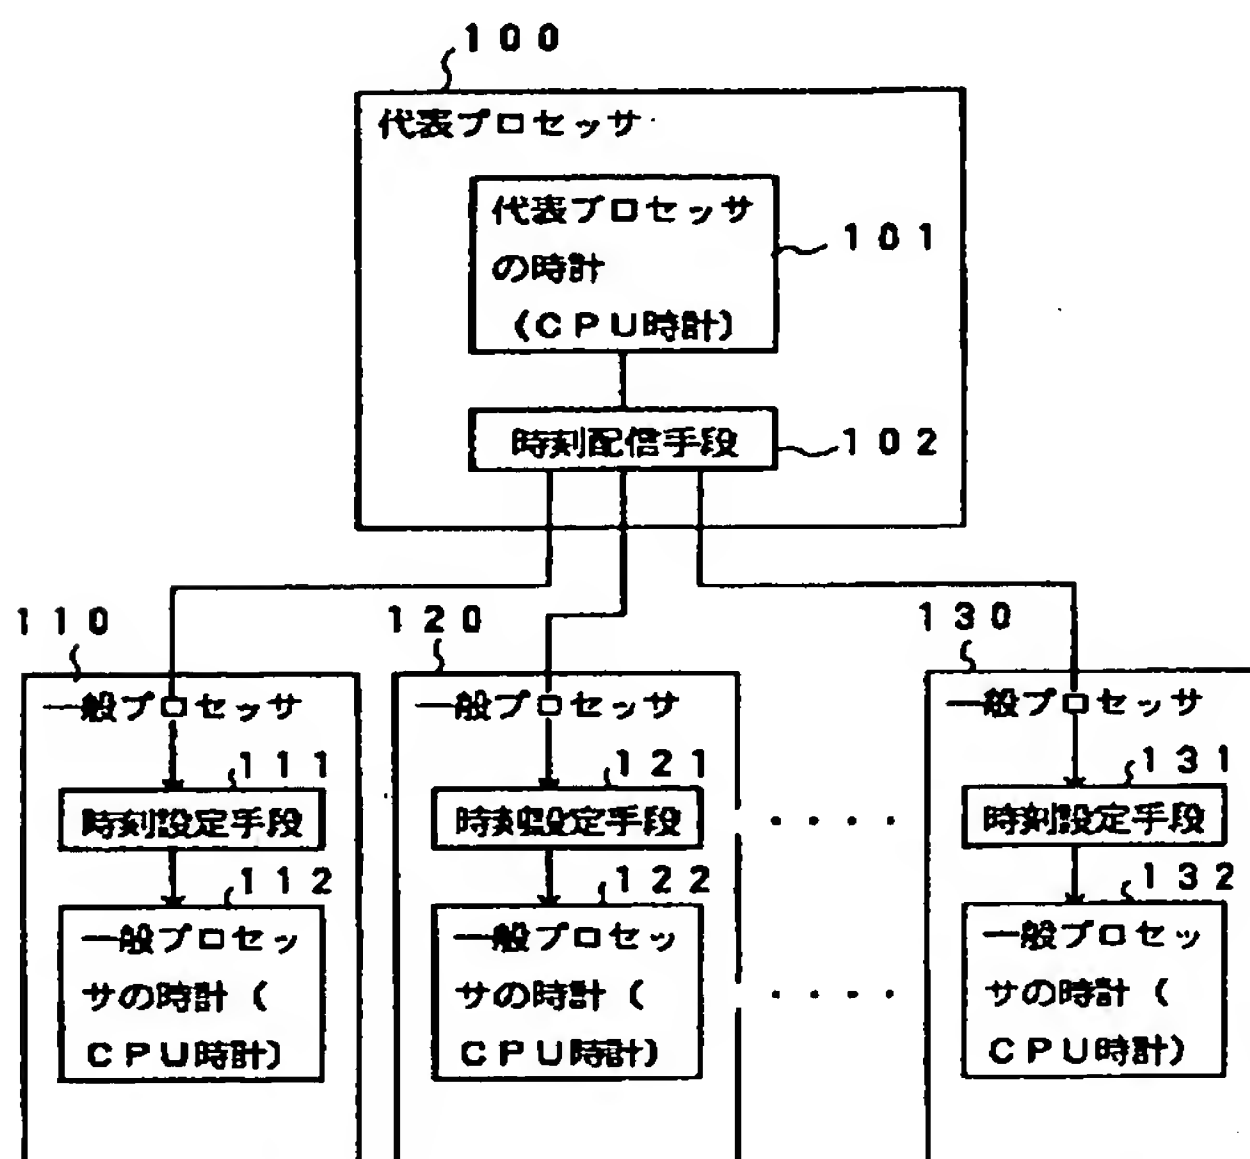 100
代表プロセッサ
代表プロセッサ
の時計
(CPU時計)
101
時刻配信手段
102
110
120
130
一般プロセッサ
一般プロセッサ
一般プロセッサ
111
121
131
時刻設定手段
時刻設定手段
・・・・
時刻設定手段
112
122
132
一般プロセッ
サの時計(
CPU時計)
一般プロセッ
サの時計(
CPU時計)
・・・・
一般プロセッ
サの時計(
CPU時計)